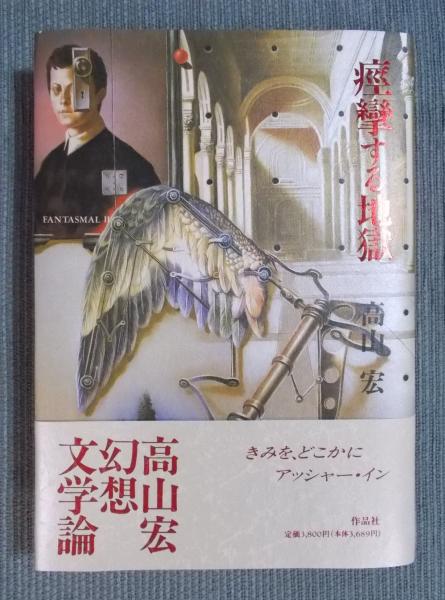 痙攣する地獄
高山 宏
FANTASMAL
高山宏
幻想
文学論
きみを、どこかに
アッシャー・イン
作品社
定価3,800円(本体3,689円)